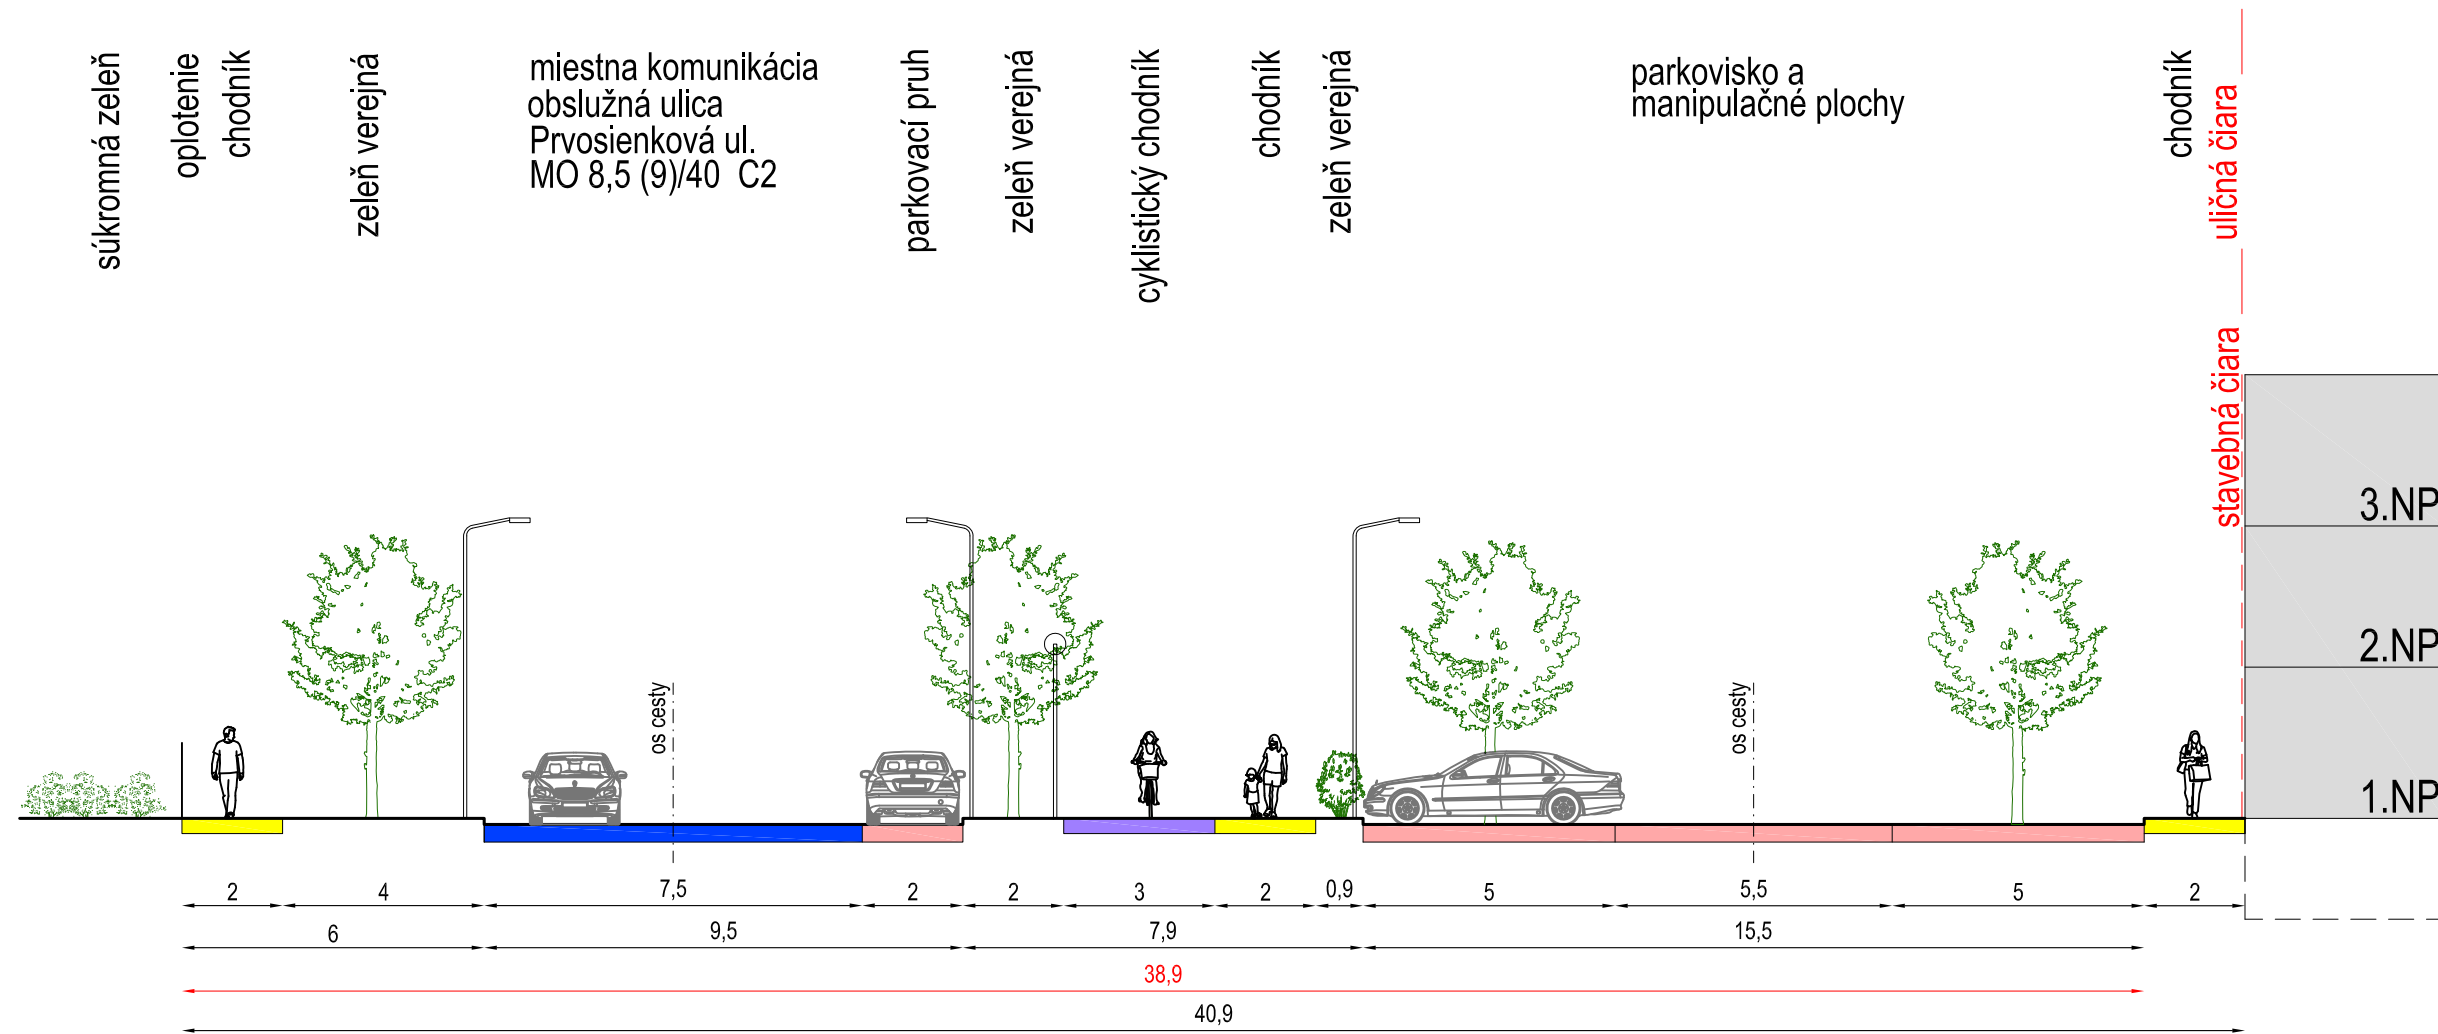 súkromná zeleň
oplotenie
chodník
zeleň verejná
miestna komunikácia
obslužná ulica
Prvosienková ul.
MO 8,5 (9)/40 C2
parkovací pruh
zeleň verejná
cyklistický chodník
chodník
zeleň verejná
parkovisko a
manipulačné plochy
chodník
uličná čiara
stavebná čiara
3.NP
2.NP
1.NP
os cesty
os cesty
2 4 7,5 2 2 3 2 0,9 5 5,5 5 2
6 9,5 7,9 15,5
38,9
40,9